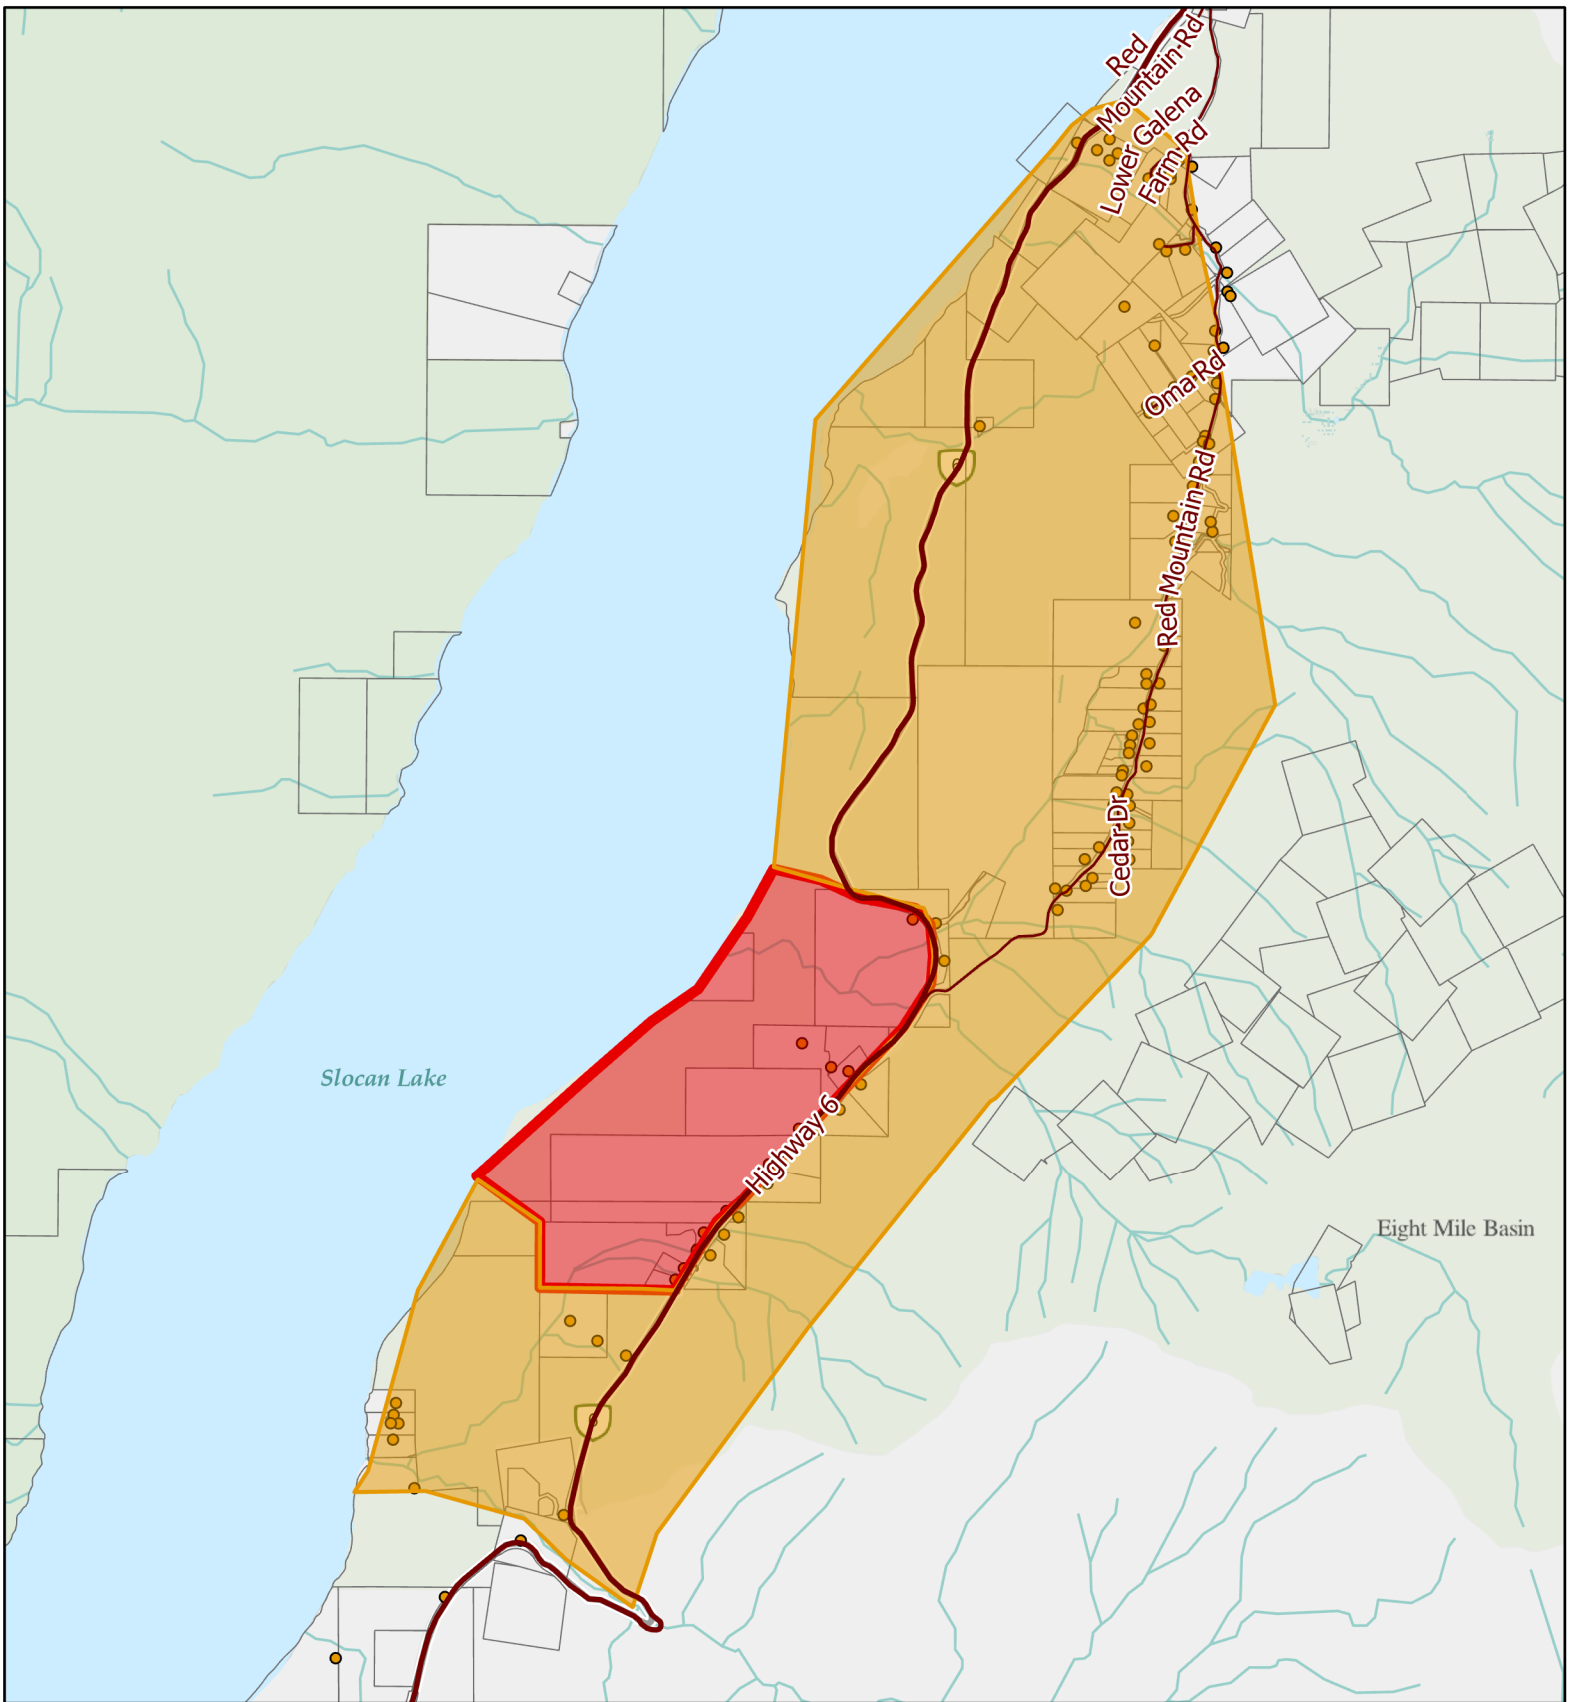 Red
Mountain Rd
Lower Galena
Farm Rd
Oma Rd
6
Red Mountain Rd
Cedar Dr
Slocan Lake
Highway 6
Eight Mile Basin